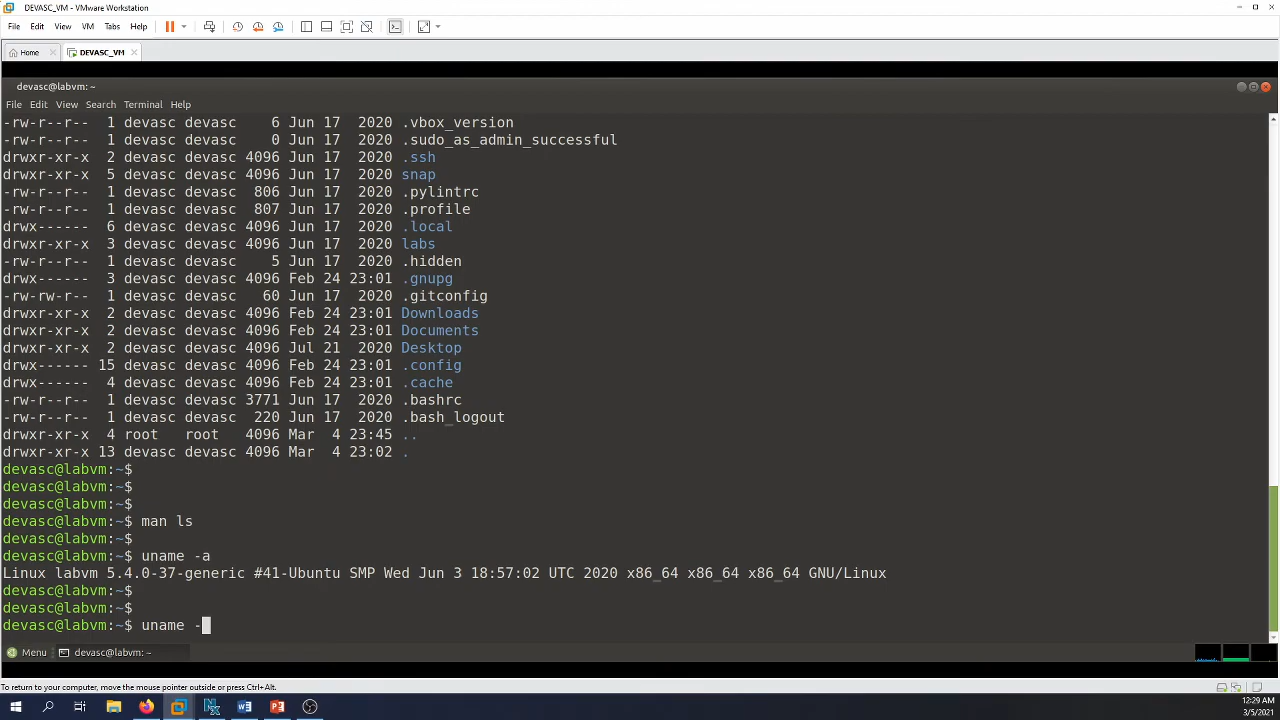 DEVASC_VM - VMware Workstation
File Edit View VM Tabs Help
Home DEVASC_VM
devasc@labvm: ~
File Edit View Search Terminal Help
-rw-r--r-- 1 devasc devasc 6 Jun 17 2020 .vbox_version
-rw-r--r-- 1 devasc devasc 0 Jun 17 2020 .sudo_as_admin_successful
drwxr-xr-x 2 devasc devasc 4096 Jun 17 2020 .ssh
drwxr-xr-x 5 devasc devasc 4096 Jun 17 2020 snap
-rw-r--r-- 1 devasc devasc 806 Jun 17 2020 .pylintrc
-rw-r--r-- 1 devasc devasc 807 Jun 17 2020 .profile
drwx------ 6 devasc devasc 4096 Jun 17 2020 .local
drwxr-xr-x 3 devasc devasc 4096 Jun 17 2020 labs
-rw-r--r-- 1 devasc devasc 5 Jun 17 2020 .hidden
drwx------ 3 devasc devasc 4096 Feb 24 23:01 .gnupg
-rw-rw-r-- 1 devasc devasc 60 Jun 17 2020 .gitconfig
drwxr-xr-x 2 devasc devasc 4096 Feb 24 23:01 Downloads
drwxr-xr-x 2 devasc devasc 4096 Feb 24 23:01 Documents
drwxr-xr-x 2 devasc devasc 4096 Jul 21 2020 Desktop
drwx------ 15 devasc devasc 4096 Feb 24 23:01 .config
drwx------ 4 devasc devasc 4096 Feb 24 23:01 .cache
-rw-r--r-- 1 devasc devasc 3771 Jun 17 2020 .bashrc
-rw-r--r-- 1 devasc devasc 220 Jun 17 2020 .bash_logout
drwxr-xr-x 4 root root 4096 Mar 4 23:45 ..
drwxr-xr-x 13 devasc devasc 4096 Mar 4 23:02 .
devasc@labvm:~$
devasc@labvm:~$
devasc@labvm:~$
devasc@labvm:~$ man ls
devasc@labvm:~$
devasc@labvm:~$ uname -a
Linux labvm 5.4.0-37-generic #41-Ubuntu SMP Wed Jun 3 18:57:02 UTC 2020 x86_64 x86_64 x86_64 GNU/Linux
devasc@labvm:~$
devasc@labvm:~$
devasc@labvm:~$ uname -
Menu devasc@labvm: ~
To return to your computer, move the mouse pointer outside or press Ctrl+Alt.
12:29 AM
3/5/2021